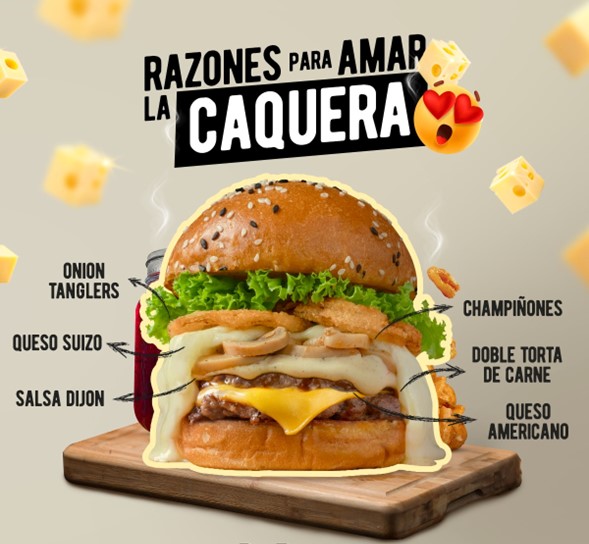 RAZONES PARA AMAR
LA CAQUERA
ONION
TANGLERS
QUESO SUIZO
SALSA DIJON
CHAMPIÑONES
DOBLE TORTA
DE CARNE
QUESO
AMERICANO